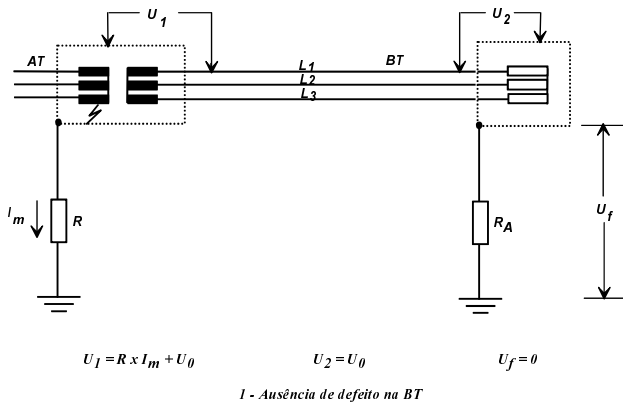 U1
U2
AT
L1
BT
L2
L3
Im
R
RA
Uf
U1 = R x Im + U0
U2 = U0
Uf = 0
1 - Ausência de defeito na BT